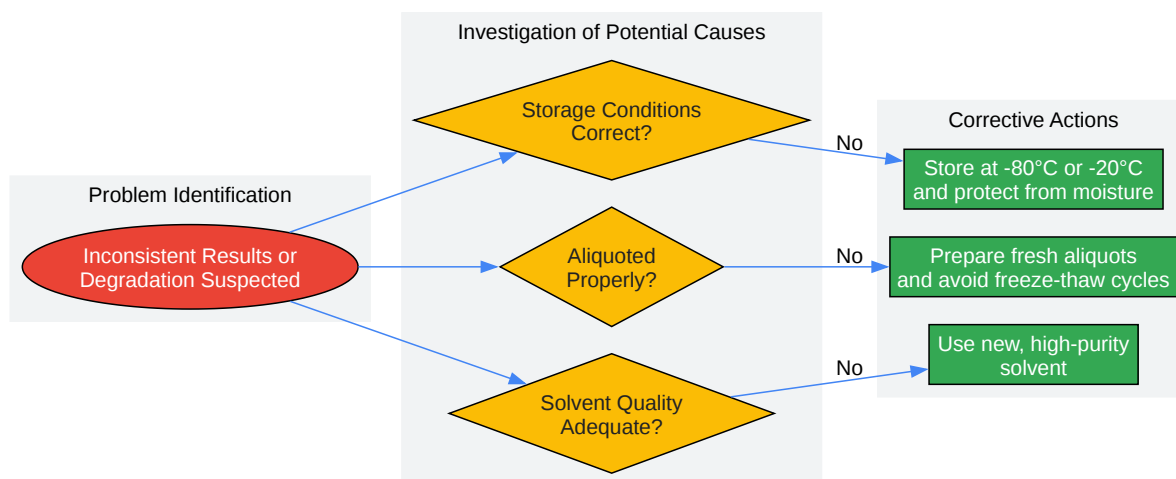 Investigation of Potential Causes
Storage Conditions
Correct?
No
Corrective Actions
Store at -80°C or -20°C
and protect from moisture
Problem Identification
Inconsistent Results or
Degradation Suspected
Aliquoted
Properly?
No
Prepare fresh aliquots
and avoid freeze-thaw cycles
Solvent Quality
Adequate?
No
Use new, high-purity
solvent